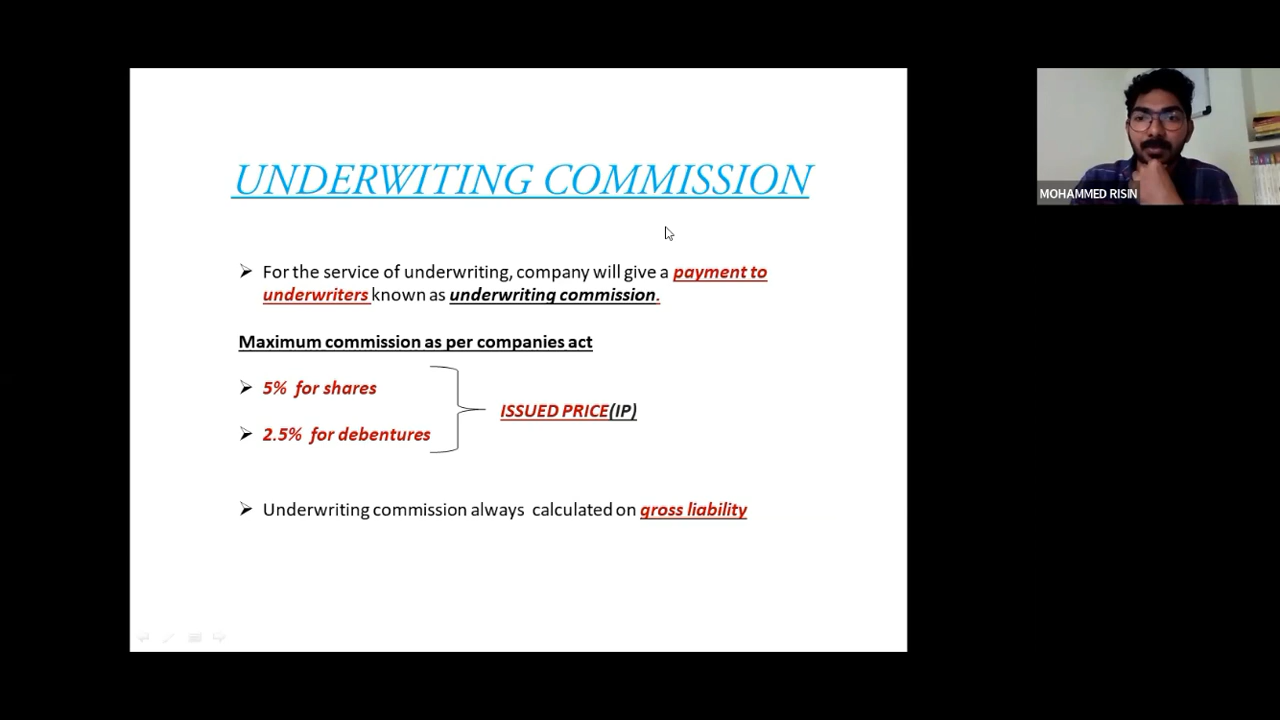 UNDERWITING COMMISSION
For the service of underwriting, company will give a payment to
underwriters known as underwriting commission.
Maximum commission as per companies act
5% for shares
ISSUED PRICE(IP)
2.5% for debentures
Underwriting commission always calculated on gross liability
MOHAMMED RISIN